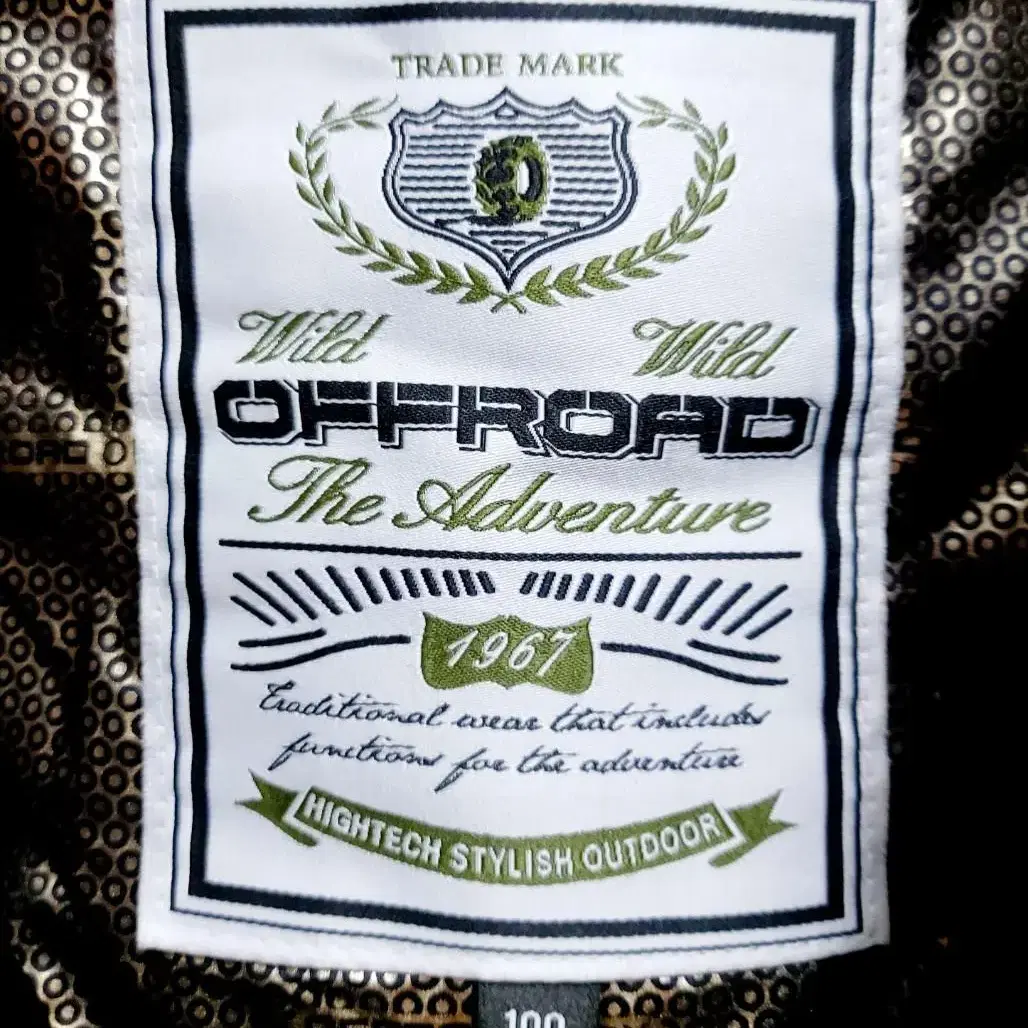 TRADE MARK
Wild Wild
OFFROAD
The Adventure
1967
Traditional wear that includes
functions for the adventure
HIGHTECH STYLISH OUTDOOR
100